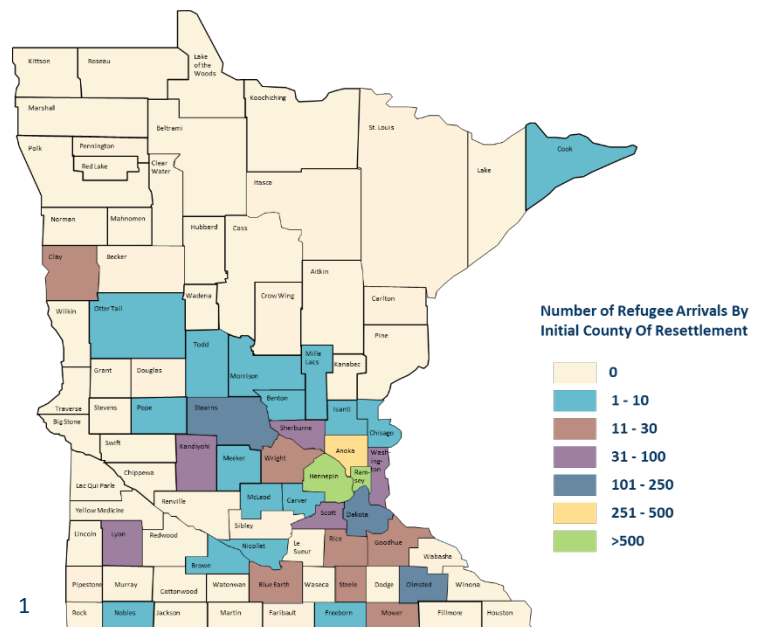 Kittson
Roseau
Lake
of the
Woods
Koochiching
Marshall
Beltrami
St. Louis
Pennington
Polk
Red Lake
Clear
Water
Cook
Lake
Itasca
Norman
Mahnomen
Hubbard
Cass
Clay
Becker
Aitkin
Wadena
Crow Wing
Carlton
Wilkin
Otter Tail
Pine
Todd
Mille
Lacs
Kanabec
Grant
Douglas
Morrison
Benton
Traverse
Stevens
Pope
Stearns
Isanti
Big Stone
Sherburne
Chisago
Swift
Kandiyohi
Anoka
Wash-
ing-
ton
Meeker
Wright
Chippewa
Hennepin
Ram-
sey
Lac Qui Parle
Renville
McLeod
Carver
Yellow Medicine
Scott
Dakota
Sibley
Lincoln
Lyon
Redwood
Nicollet
Le
Sueur
Rice
Goodhue
Wabasha
Brown
Pipestone
Murray
Cottonwood
Watonwan
Blue Earth
Waseca
Steele
Dodge
Olmsted
Winona
Rock
Nobles
Jackson
Martin
Faribault
Freeborn
Mower
Fillmore
Houston
Number of Refugee Arrivals By
Initial County Of Resettlement
0
1 - 10
11 - 30
31 - 100
101 - 250
251 - 500
>500
1